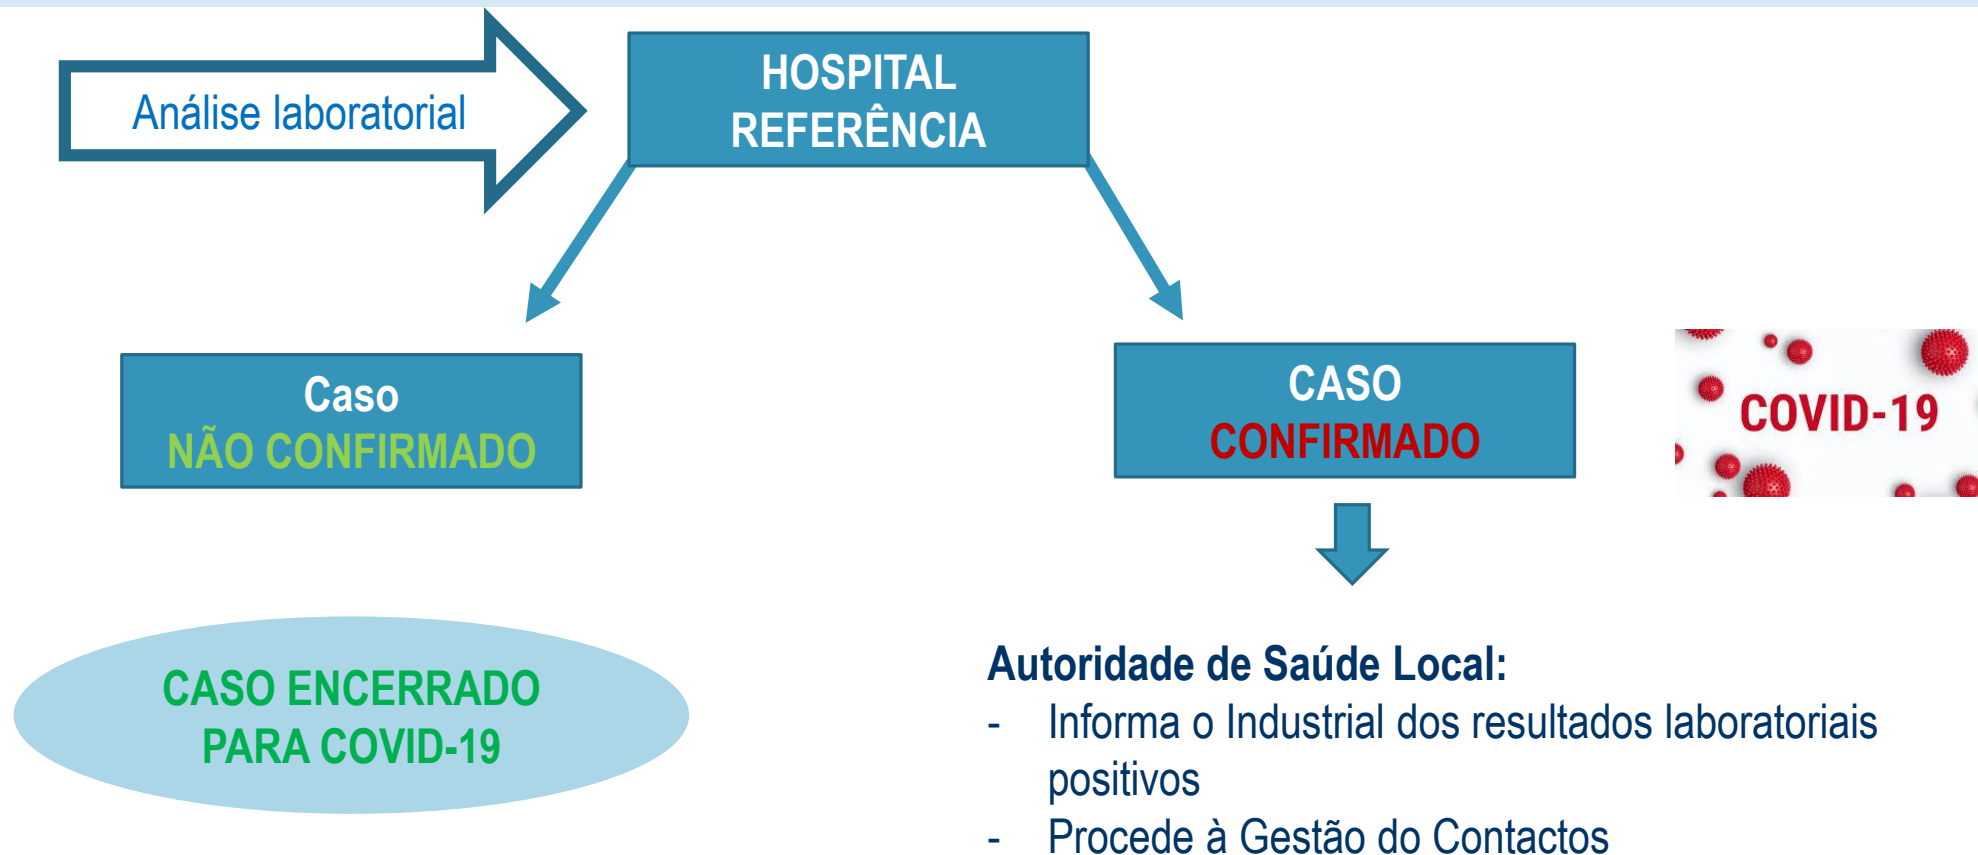 Análise laboratorial
HOSPITAL
REFERÊNCIA
Caso
NÃO CONFIRMADO
CASO
CONFIRMADO
COVID-19
CASO ENCERRADO
PARA COVID-19
Autoridade de Saúde Local:
- Informa o Industrial dos resultados laboratoriais
positivos
- Procede à Gestão do Contactos